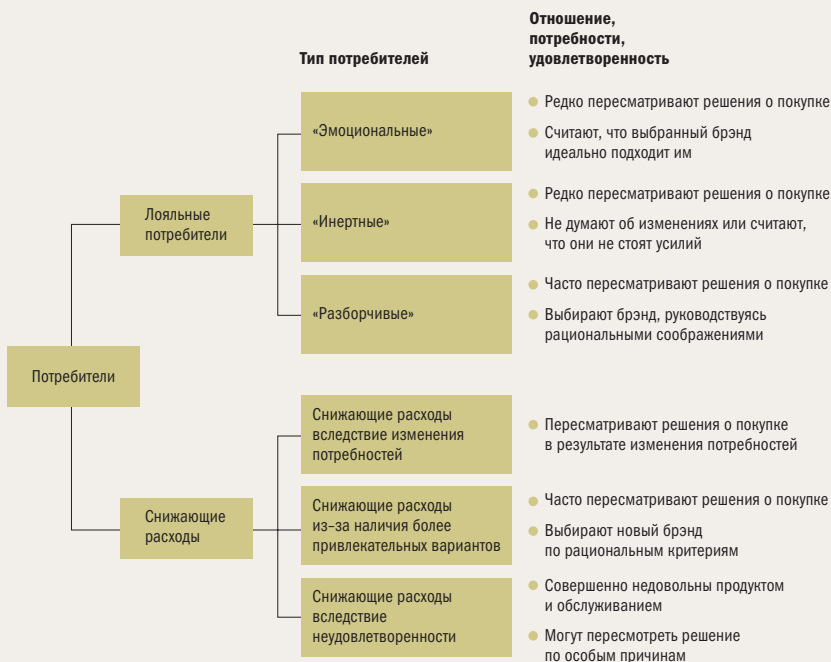 Тип потребителей
Отношение,
потребности,
удовлетворенность
Потребители
Лояльные
потребители
«Эмоциональные»
Редко пересматривают решения о покупке
Считают, что выбранный брэнд
идеально подходит им
«Инертные»
Редко пересматривают решения о покупке
Не думают об изменениях или считают,
что они не стоят усилий
«Разборчивые»
Часто пересматривают решения о покупке
Выбирают брэнд, руководствуясь
рациональными соображениями
Снижающие
расходы
Снижающие расходы
вследствие изменения
потребностей
Пересматривают решения о покупке
в результате изменения потребностей
Снижающие расходы
из-за наличия более
привлекательных вариантов
Часто пересматривают решения о покупке
Выбирают новый брэнд
по рациональным критериям
Снижающие расходы
вследствие
неудовлетворенности
Совершенно недовольны продуктом
и обслуживанием
Могут пересмотреть решение
по особым причинам